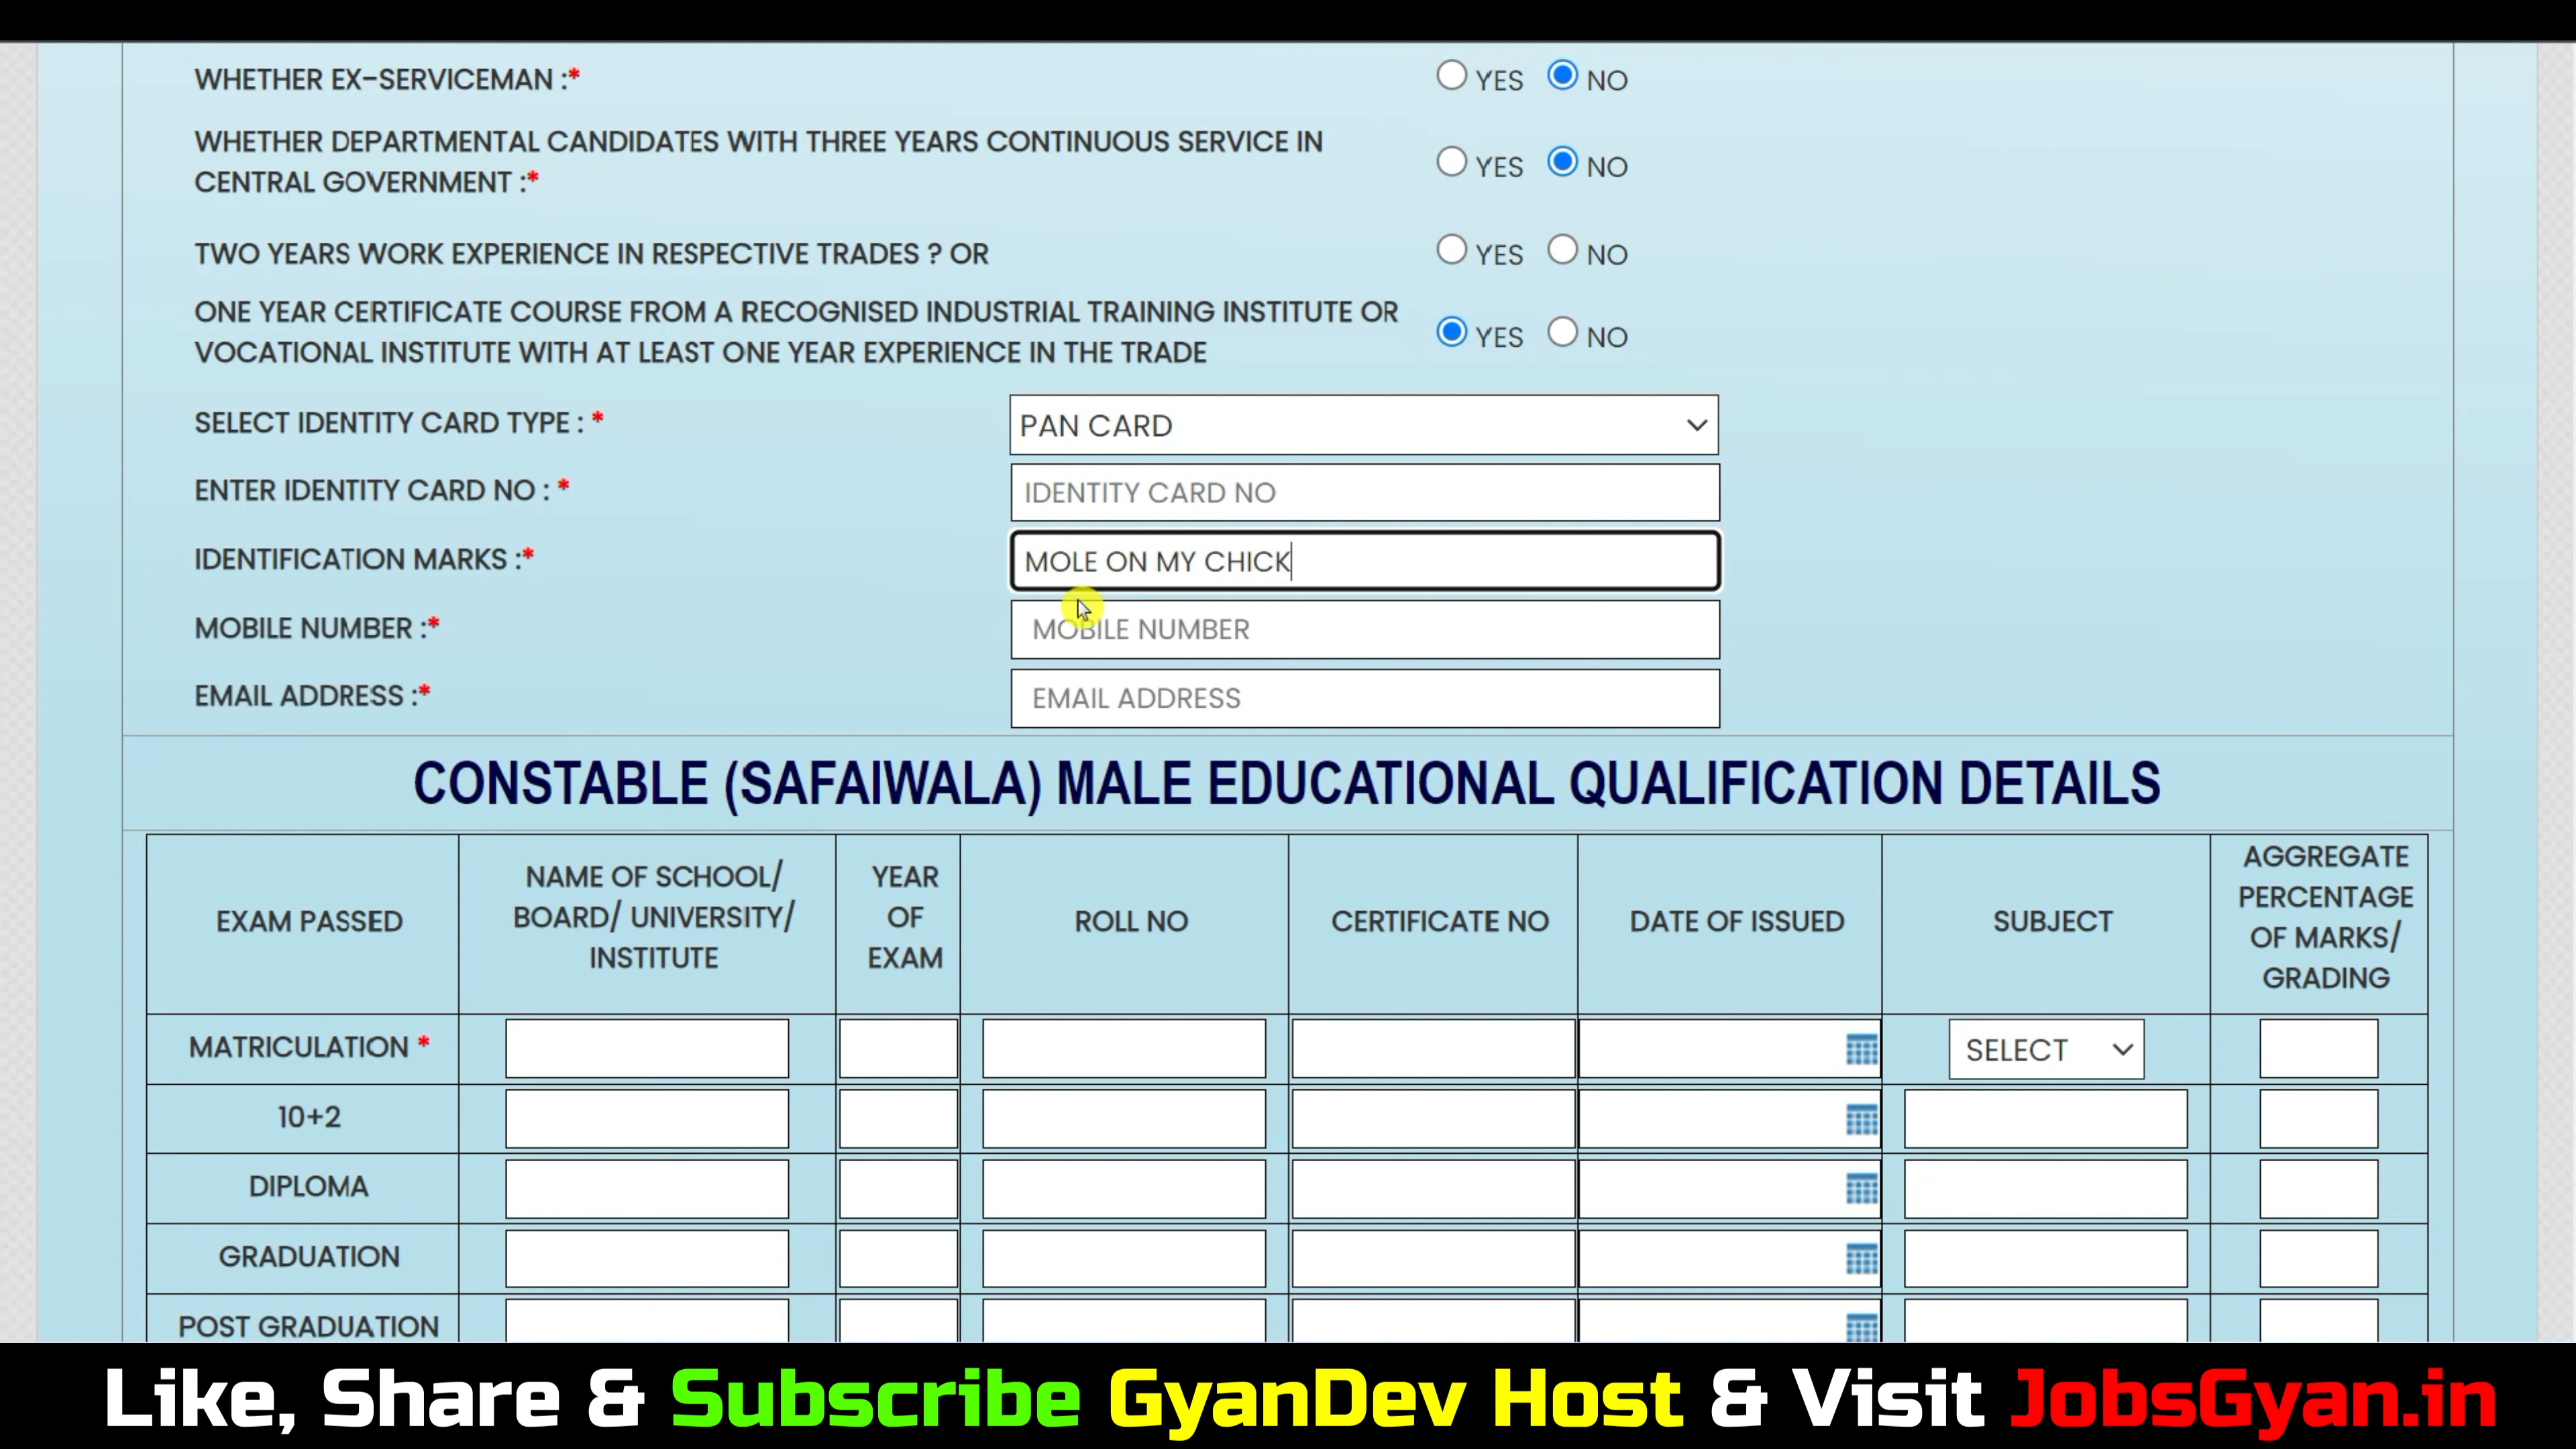 WHETHER EX-SERVICEMAN :* YES NO
WHETHER DEPARTMENTAL CANDIDATES WITH THREE YEARS CONTINUOUS SERVICE IN
CENTRAL GOVERNMENT :* YES NO
TWO YEARS WORK EXPERIENCE IN RESPECTIVE TRADES ? OR YES NO
ONE YEAR CERTIFICATE COURSE FROM A RECOGNISED INDUSTRIAL TRAINING INSTITUTE OR
VOCATIONAL INSTITUTE WITH AT LEAST ONE YEAR EXPERIENCE IN THE TRADE YES NO
SELECT IDENTITY CARD TYPE : * PAN CARD
ENTER IDENTITY CARD NO : * IDENTITY CARD NO
IDENTIFICATION MARKS :* MOLE ON MY CHICK
MOBILE NUMBER :* MOBILE NUMBER
EMAIL ADDRESS :* EMAIL ADDRESS
CONSTABLE (SAFAIWALA) MALE EDUCATIONAL QUALIFICATION DETAILS
EXAM PASSED
NAME OF SCHOOL/
BOARD/ UNIVERSITY/
INSTITUTE
YEAR
OF
EXAM
ROLL NO
CERTIFICATE NO
DATE OF ISSUED
SUBJECT
AGGREGATE
PERCENTAGE
OF MARKS/
GRADING
MATRICULATION * SELECT
10+2
DIPLOMA
GRADUATION
POST GRADUATION
Like, Share & Subscribe GyanDev Host & Visit JobsGyan.in